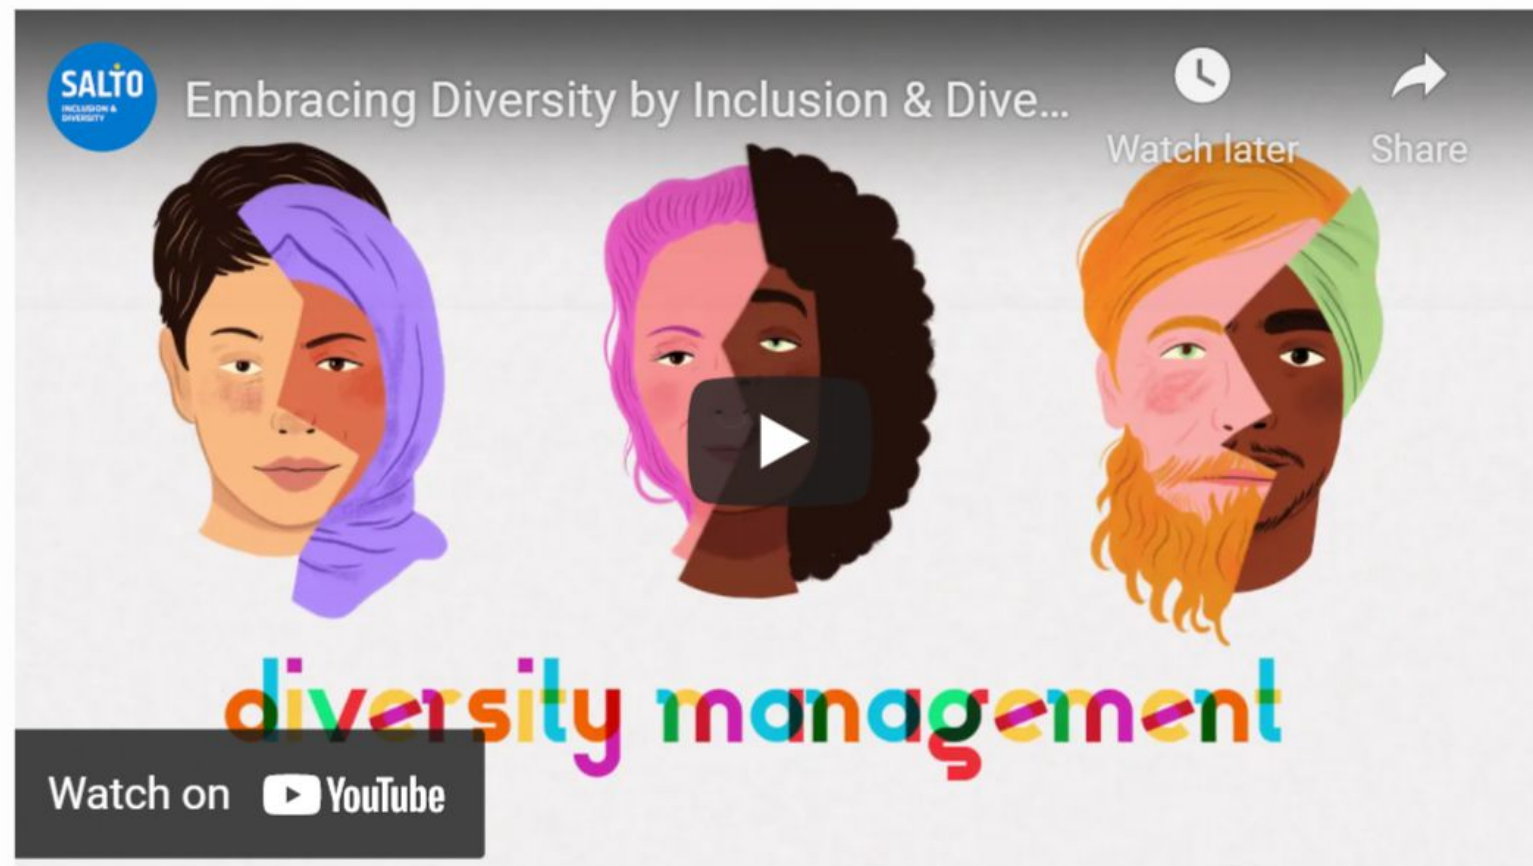 SALTO
INCLUSION &
DIVERSITY
Embracing Diversity by Inclusion & Dive...
Watch later
Share
diversity management
Watch on YouTube